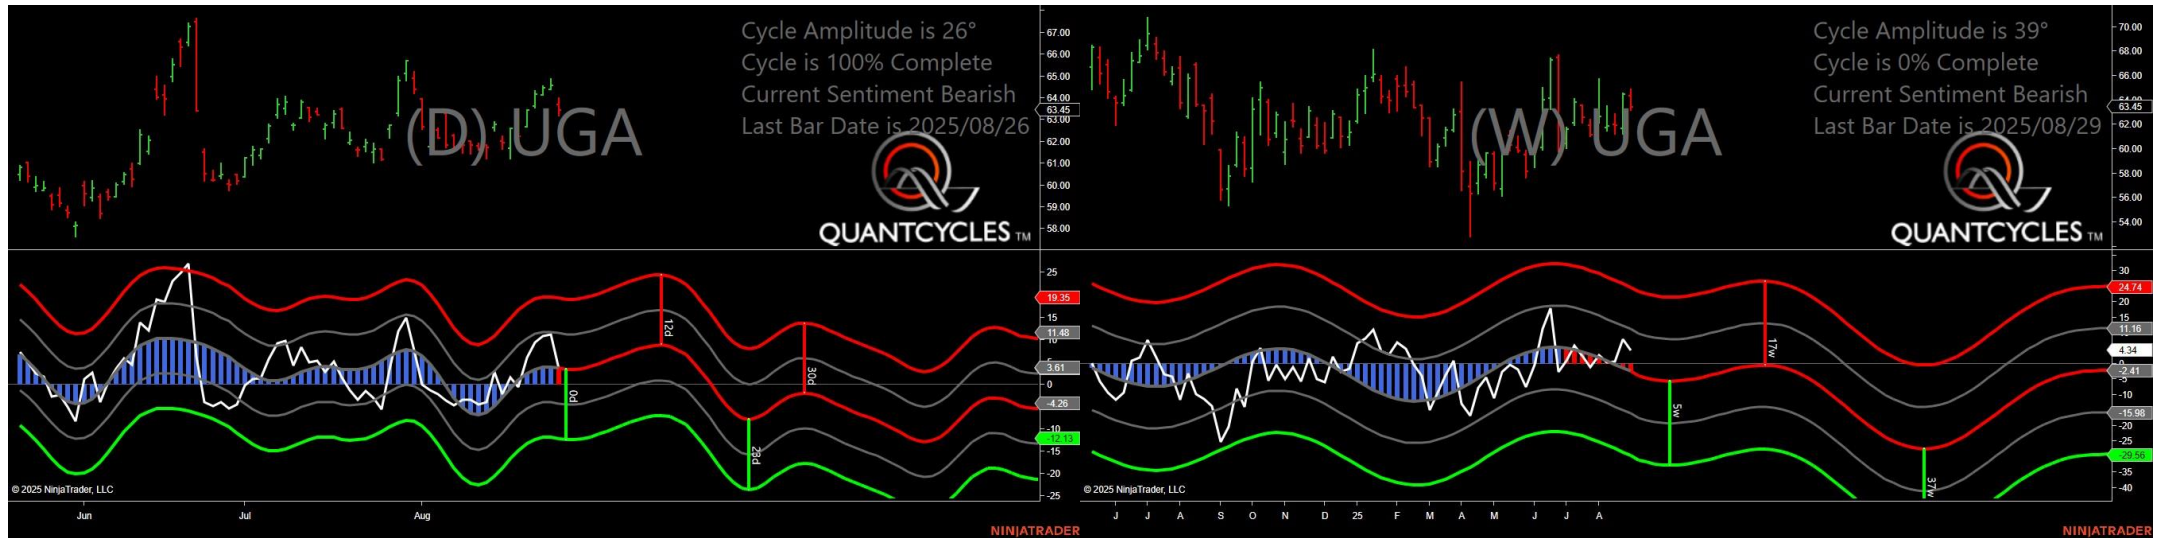 Cycle Amplitude is 26°
Cycle is 100% Complete
Current Sentiment Bearish
Last Bar Date is 2025/08/26
(D) UGA
QUANTCYCLES TM
67.00
66.00
65.00
64.00
63.45
63.00
62.00
61.00
60.00
59.00
58.00
25
19.35
11.48
10
5
3.61
0
-4.26
-10
-12.13
-15
-20
-25
0d
12d
28d
30d
© 2025 NinjaTrader, LLC
Jun Jul Aug
NINJATRADER
Cycle Amplitude is 39°
Cycle is 0% Complete
Current Sentiment Bearish
Last Bar Date is 2025/08/29
(W) UGA
QUANTCYCLES TM
70.00
68.00
66.00
64.00
63.45
62.00
60.00
58.00
56.00
54.00
30
24.74
20
15
11.16
4.34
0
-2.41
-5
-10
-15.98
-20
-25
-29.56
-35
-40
5w
17w
37w
© 2025 NinjaTrader, LLC
J J A S O N D 25 F M A M J J A
NINJATRADER